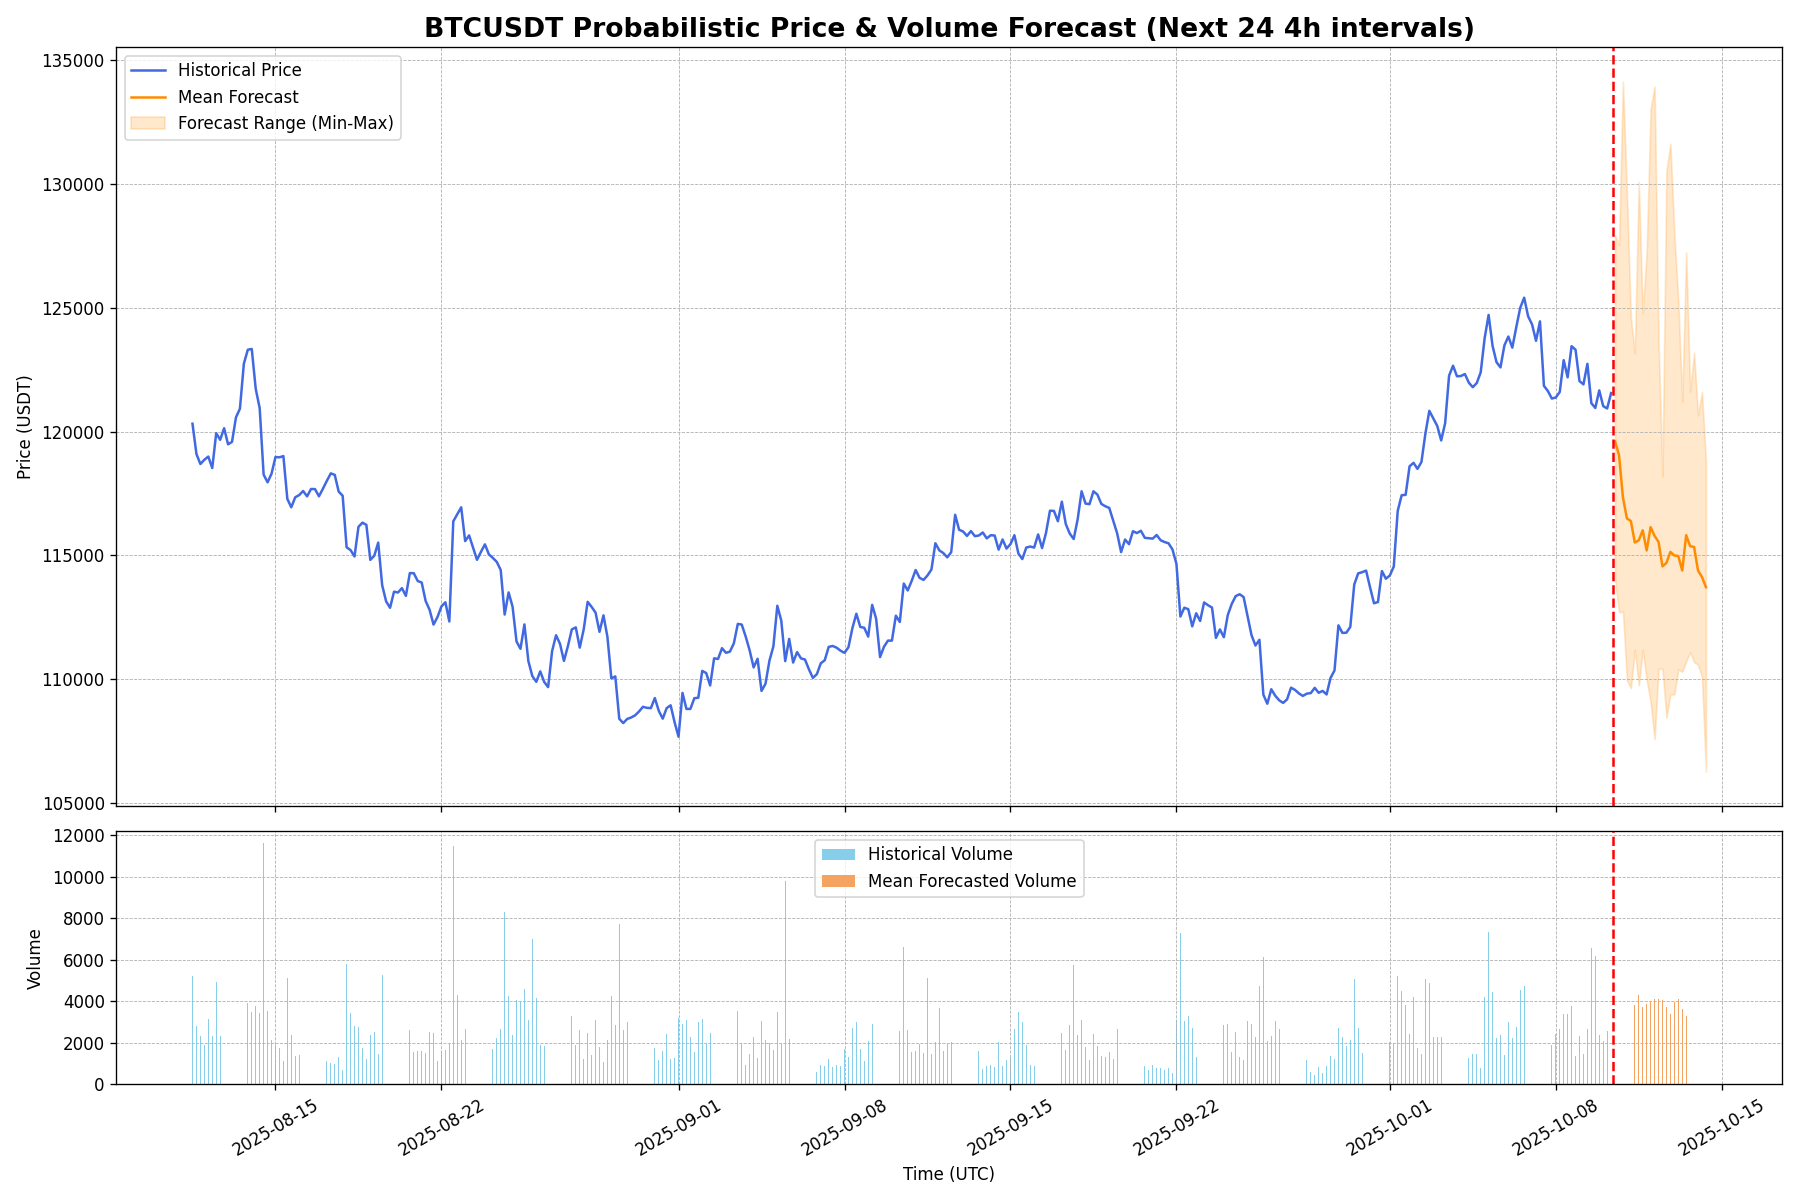 BTCUSDT Probabilistic Price & Volume Forecast (Next 24 4h intervals)
Historical Price
Mean Forecast
Forecast Range (Min-Max)
Price (USDT)
135000
130000
125000
120000
115000
110000
105000
Historical Volume
Mean Forecasted Volume
Volume
12000
10000
8000
6000
4000
2000
0
2025-08-15
2025-08-22
2025-09-01
2025-09-08
2025-09-15
2025-09-22
2025-10-01
2025-10-08
2025-10-15
Time (UTC)